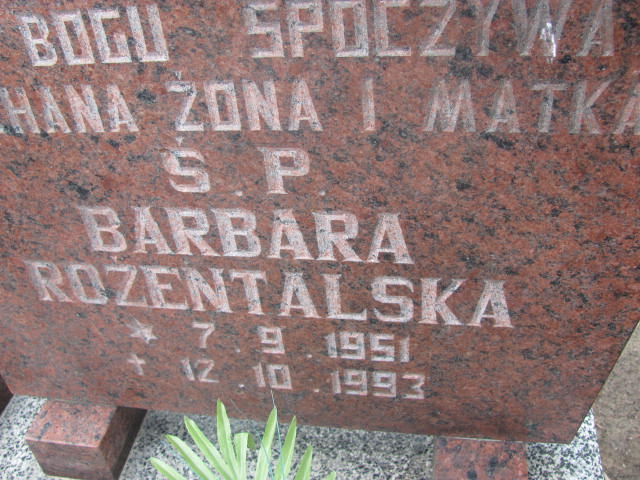 BOGU SPOCZYWA
HANA ŻONA I MATKA
Ś. P.
BARBARA
ROZENTALSKA
* 7. 9. 1951
+ 12. 10. 1993